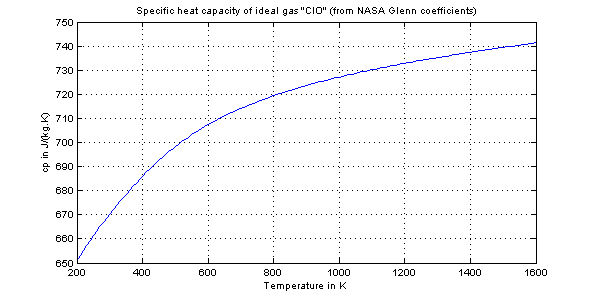 Specific heat capacity of ideal gas "ClO" (from NASA Glenn coefficients)
750
740
730
720
710
700
690
680
670
660
650
cp in J/(kg.K)
200 400 600 800 1000 1200 1400 1600
Temperature in K